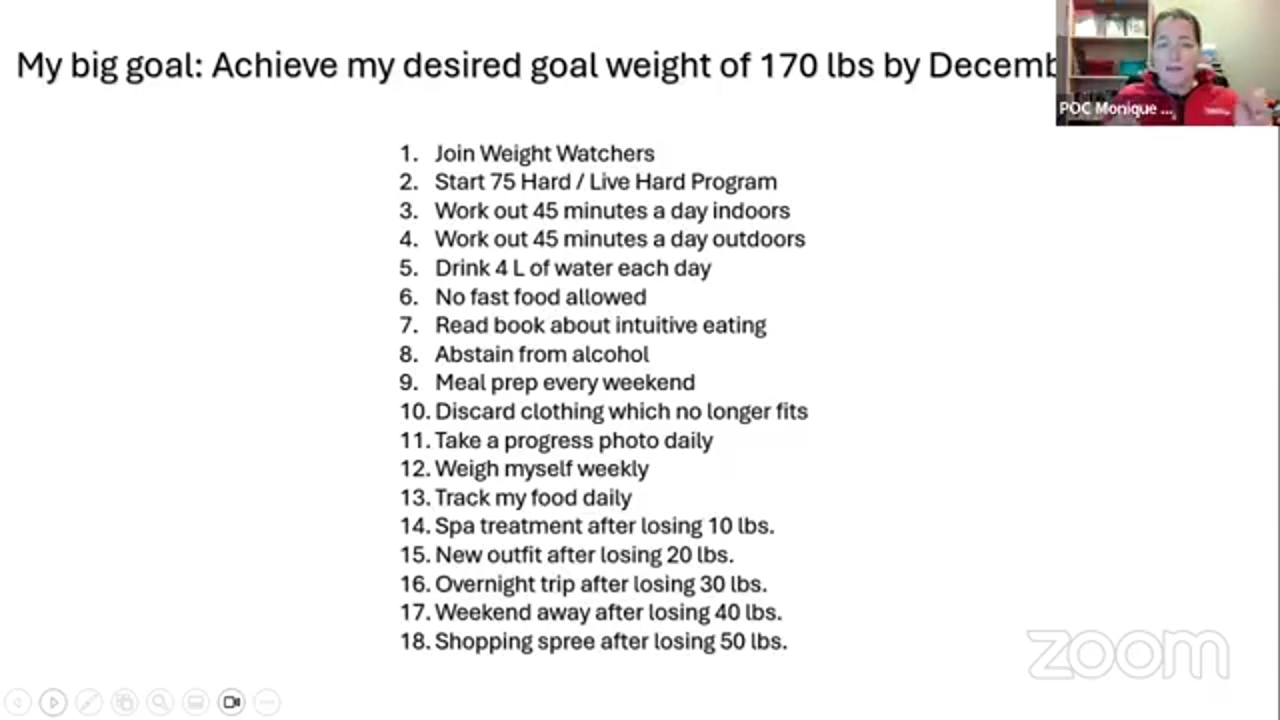 My big goal: Achieve my desired goal weight of 170 lbs by Decemb
POC Monique ...
1. Join Weight Watchers
2. Start 75 Hard / Live Hard Program
3. Work out 45 minutes a day indoors
4. Work out 45 minutes a day outdoors
5. Drink 4 L of water each day
6. No fast food allowed
7. Read book about intuitive eating
8. Abstain from alcohol
9. Meal prep every weekend
10. Discard clothing which no longer fits
11. Take a progress photo daily
12. Weigh myself weekly
13. Track my food daily
14. Spa treatment after losing 10 lbs.
15. New outfit after losing 20 lbs.
16. Overnight trip after losing 30 lbs.
17. Weekend away after losing 40 lbs.
18. Shopping spree after losing 50 lbs.
zoom